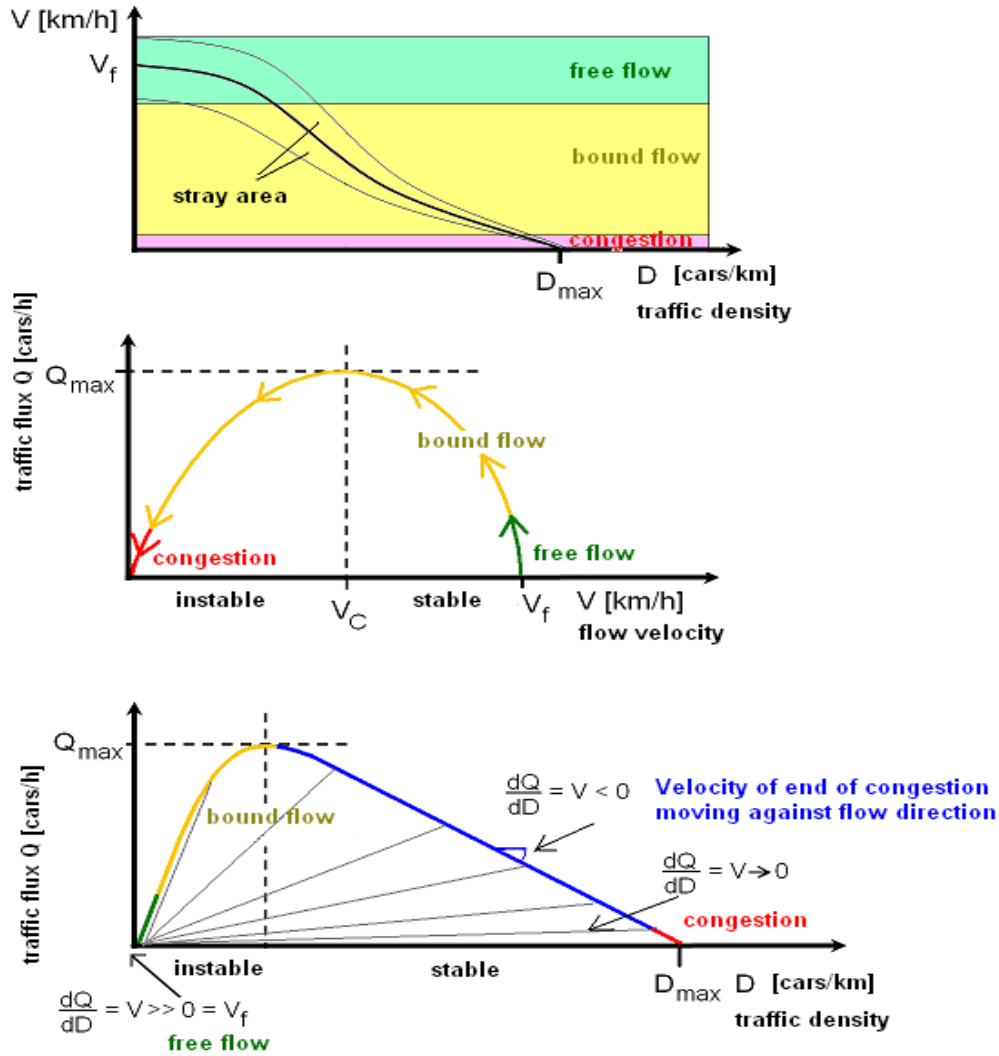 V [km/h]
Vf
free flow
bound flow
stray area
congestion
Dmax
D [cars/km]
traffic density
traffic flux Q [cars/h]
Qmax
bound flow
congestion
free flow
instable
stable
VC
Vf
V [km/h]
flow velocity
traffic flux Q [cars/h]
Qmax
bound flow
dQ/dD = V < 0
Velocity of end of congestion
moving against flow direction
dQ/dD = V → 0
congestion
instable
stable
Dmax
D [cars/km]
traffic density
dQ/dD = V >> 0 = Vf
free flow